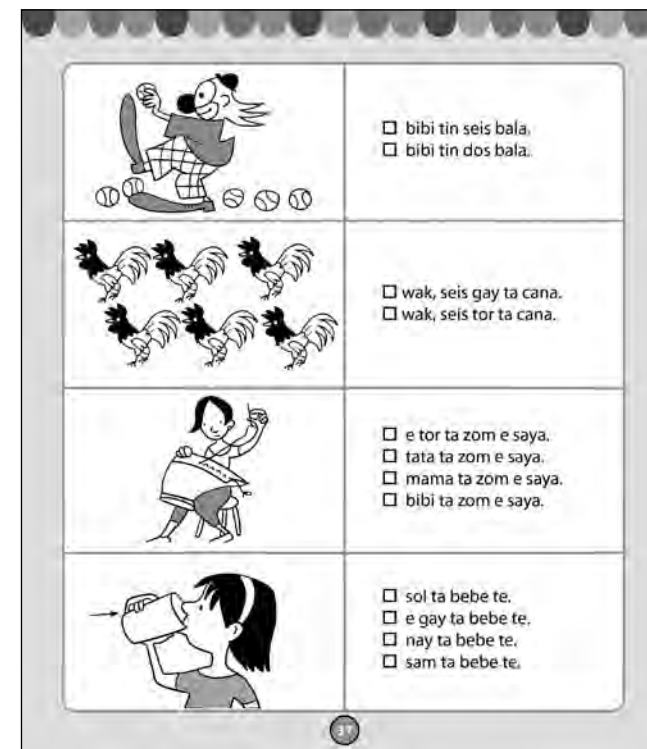 ☐ bibi tin seis bala.
☐ bibi tin dos bala.
☐ wak, seis gay ta cana.
☐ wak, seis tor ta cana.
☐ e tor ta zom e saya.
☐ tata ta zom e saya.
☐ mama ta zom e saya.
☐ bibi ta zom e saya.
☐ sol ta bebe te.
☐ e gay ta bebe te.
☐ nay ta bebe te.
☐ sam ta bebe te.
37